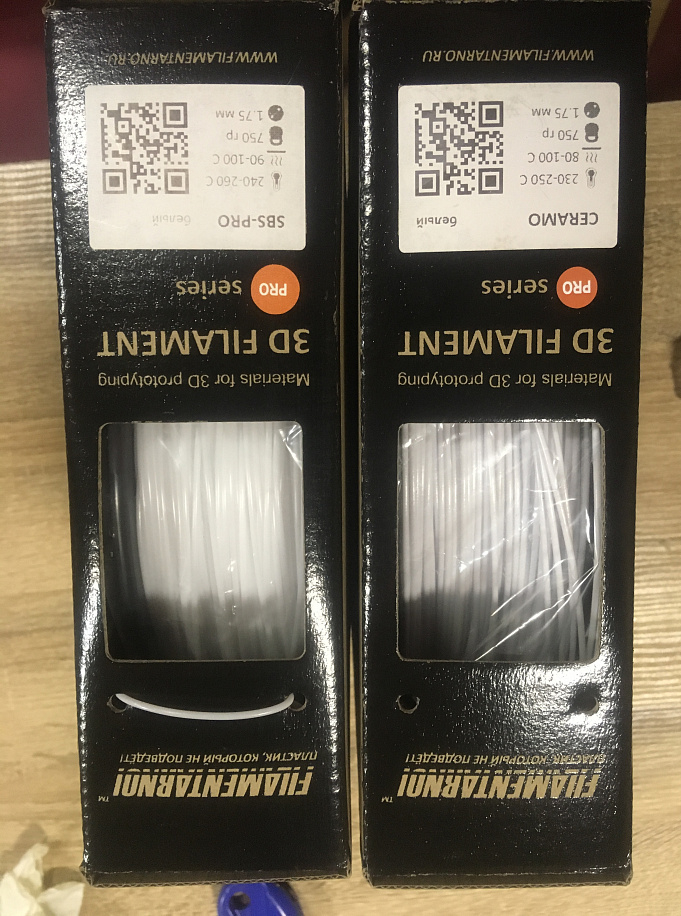 FILAMENTARNO!™
ПЛАСТИК, КОТОРЫЙ НЕ ПОДВЕДЁТ!
Materials for 3D prototyping
3D FILAMENT
PRO series
CERAMO белый
230-250 C
80-100 C
750 гр
1.75 мм
WWW.FILAMENTARNO.RU
FILAMENTARNO!™
ПЛАСТИК, КОТОРЫЙ НЕ ПОДВЕДЁТ!
Materials for 3D prototyping
3D FILAMENT
PRO series
SBS-PRO белый
240-260 C
90-100 C
750 гр
1.75 мм
WWW.FILAMENTARNO.RU